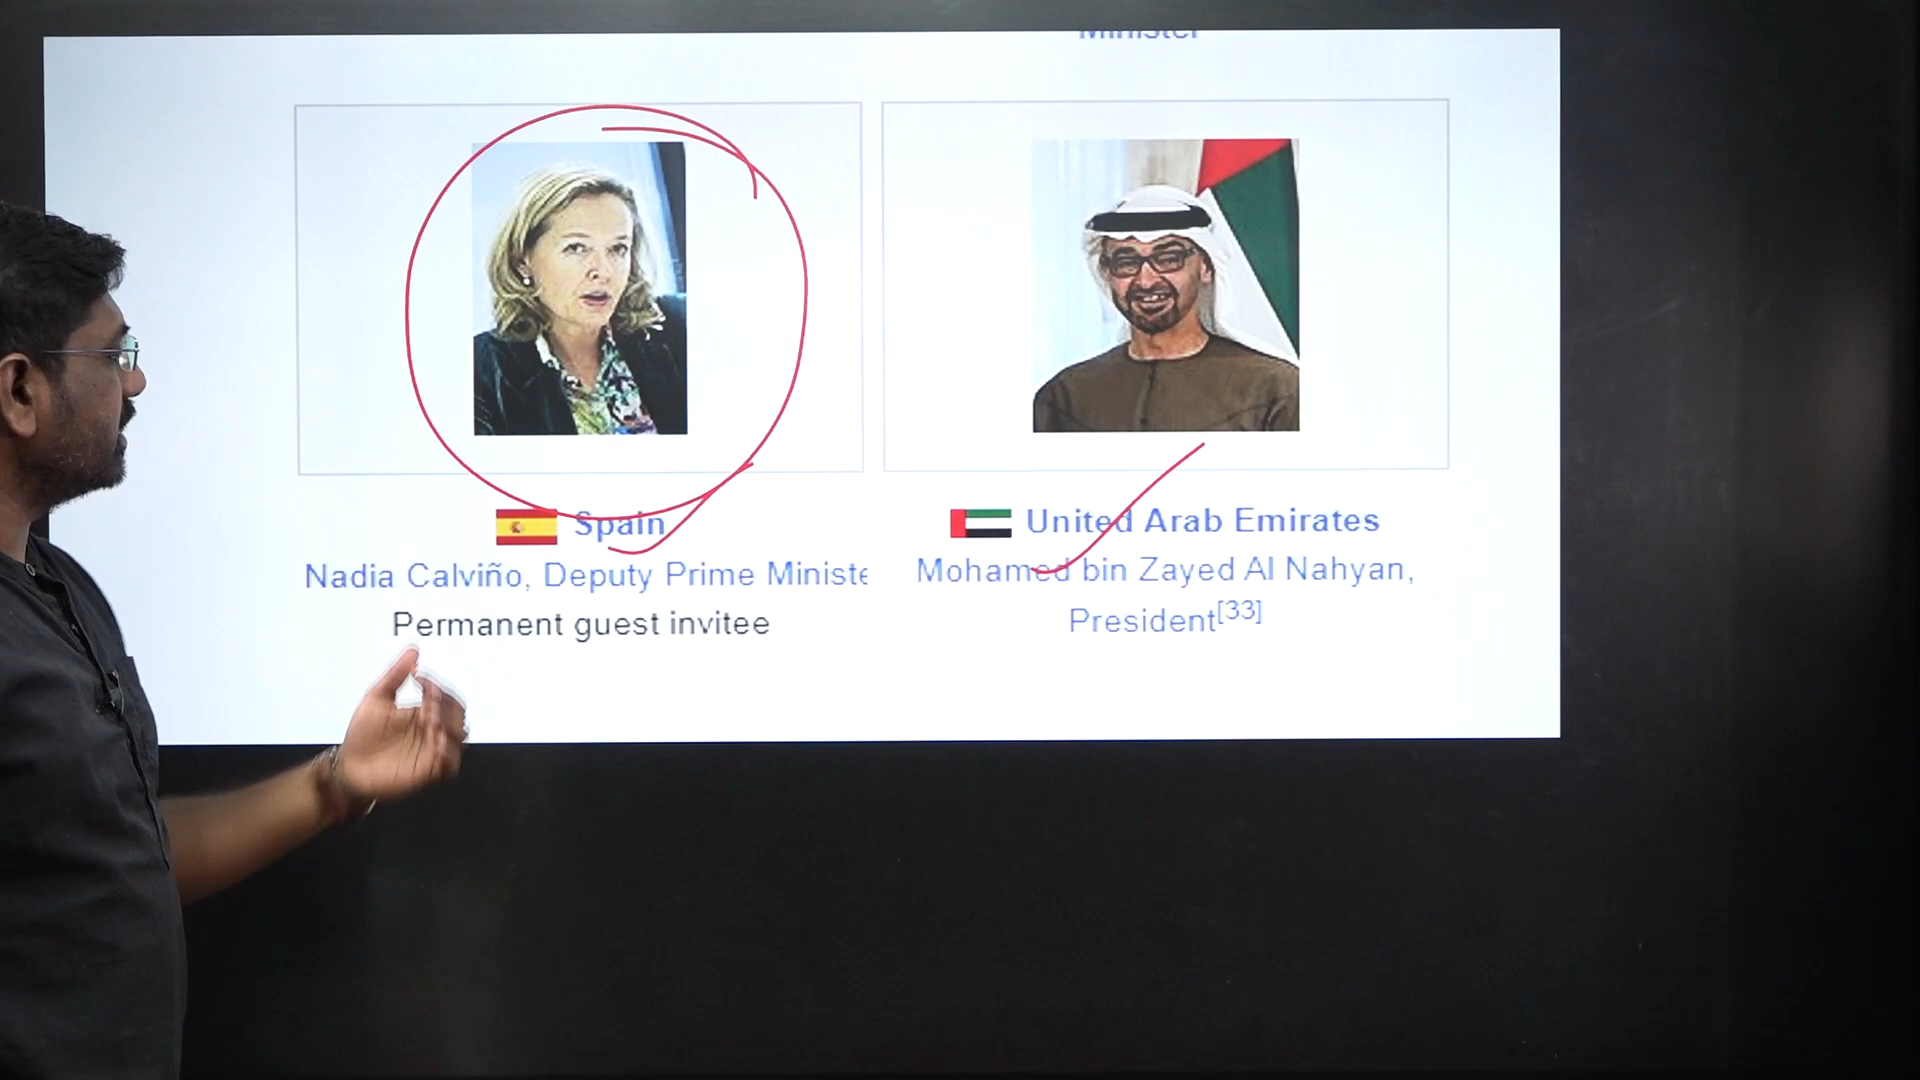 Minister
Spain
Nadia Calviño, Deputy Prime Ministe
Permanent guest invitee
United Arab Emirates
Mohamed bin Zayed Al Nahyan,
President[33]